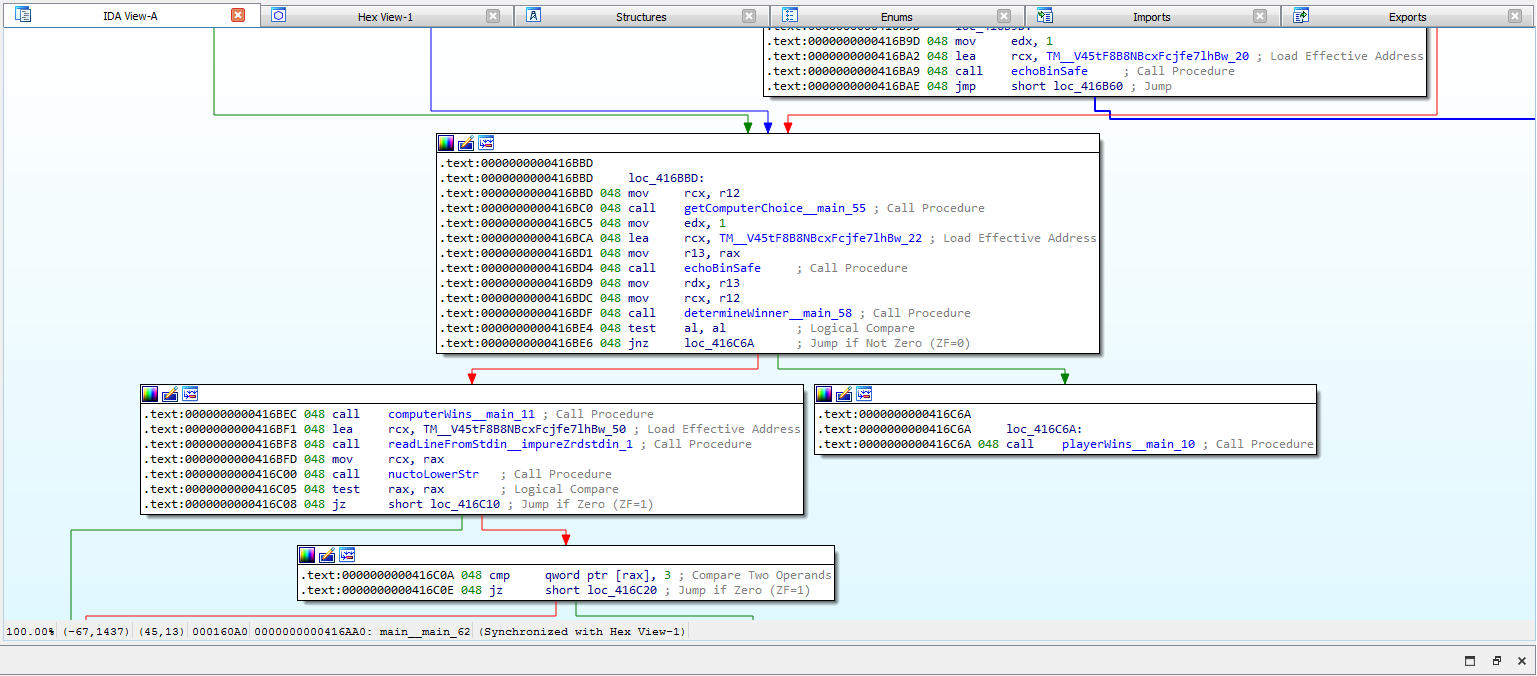 IDA View-A Hex View-1 Structures Enums Imports Exports
.text:0000000000416B9D 048 mov edx, 1
.text:0000000000416BA2 048 lea rcx, TM__V45tF8B8NBcxFcjfe7lhBw_20 ; Load Effective Address
.text:0000000000416BA9 048 call echoBinSafe ; Call Procedure
.text:0000000000416BAE 048 jmp short loc_416B60 ; Jump
.text:0000000000416BBD
.text:0000000000416BBD loc_416BBD:
.text:0000000000416BBD 048 mov rcx, r12
.text:0000000000416BC0 048 call getComputerChoice__main_55 ; Call Procedure
.text:0000000000416BC5 048 mov edx, 1
.text:0000000000416BCA 048 lea rcx, TM__V45tF8B8NBcxFcjfe7lhBw_22 ; Load Effective Address
.text:0000000000416BD1 048 mov r13, rax
.text:0000000000416BD4 048 call echoBinSafe ; Call Procedure
.text:0000000000416BD9 048 mov rdx, r13
.text:0000000000416BDC 048 mov rcx, r12
.text:0000000000416BDF 048 call determineWinner__main_58 ; Call Procedure
.text:0000000000416BE4 048 test al, al ; Logical Compare
.text:0000000000416BE6 048 jnz loc_416C6A ; Jump if Not Zero (ZF=0)
.text:0000000000416BEC 048 call computerWins__main_11 ; Call Procedure
.text:0000000000416BF1 048 lea rcx, TM__V45tF8B8NBcxFcjfe7lhBw_50 ; Load Effective Address
.text:0000000000416BF8 048 call readLineFromStdin__impureZrdstdin_1 ; Call Procedure
.text:0000000000416BFD 048 mov rcx, rax
.text:0000000000416C00 048 call nuctoLowerStr ; Call Procedure
.text:0000000000416C05 048 test rax, rax ; Logical Compare
.text:0000000000416C08 048 jz short loc_416C10 ; Jump if Zero (ZF=1)
.text:0000000000416C6A
.text:0000000000416C6A loc_416C6A:
.text:0000000000416C6A 048 call playerWins__main_10 ; Call Procedure
.text:0000000000416C0A 048 cmp qword ptr [rax], 3 ; Compare Two Operands
.text:0000000000416C0E 048 jz short loc_416C20 ; Jump if Zero (ZF=1)
100.00% (-67,1437) (45,13) 000160A0 0000000000416AA0: main__main_62 (Synchronized with Hex View-1)